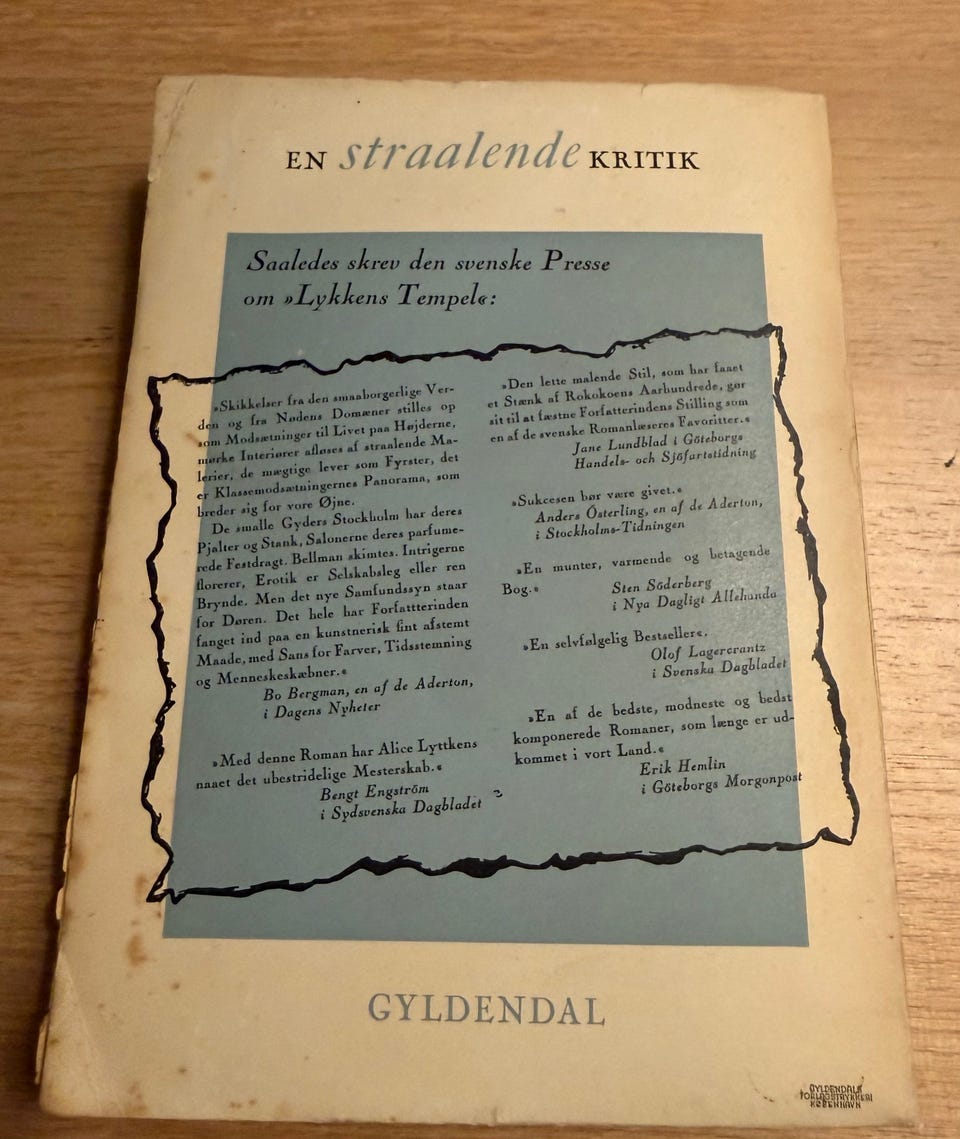 EN straalende KRITIK
Saaledes skrev den svenske Presse
om »Lykkens Tempel«:
»Skikkelser fra den smaaborgerlige Ver-
den og fra Nødens Domæner stilles op
som Modsætninger til Livet paa Højderne,
mørke Interiører afløses af straalende Ma-
lerier, de mægtige lever som Fyrster, det
er Klassemodsætningernes Panorama, som
breder sig for vore Øjne.
De smalle Gyders Stockholm har deres
Pjalter og Stank, Salonerne deres parfume-
rede Festdragt. Bellman skimtes. Intrigerne
florerer, Erotik er Selskabsleg eller ren
Brynde. Men det nye Samfundssyn staar
for Døren. Det hele har Forfattterinden
fanget ind paa en kunstnerisk fint afstemt
Maade, med Sans for Farver, Tidsstemning
og Menneskeskæbner.«
Bo Bergman, en af de Aderton,
i Dagens Nyheter
»Med denne Roman har Alice Lyttkens
naaet det ubestridelige Mesterskab.«
Bengt Engström
i Sydsvenska Dagbladet
»Den lette malende Stil, som har faaet
et Stænk af Rokokoens Aarhundrede, gør
sit til at fæstne Forfatterindens Stilling som
en af de svenske Romanlæseres Favoritter.«
Jane Lundblad i Göteborgs
Handels- och Sjöfartstidning
»Sukcesen bør være givet.«
Anders Österling, en af de Aderton,
i Stockholms-Tidningen
»En munter, varmende og betagende
Bog.«
Sten Söderberg
i Nya Dagligt Allehanda
»En selvfølgelig Bestseller«.
Olof Lagercrantz
i Svenska Dagbladet
»En af de bedste, modneste og bedst
komponerede Romaner, som længe er ud-
kommet i vort Land.«
Erik Hemlin
i Göteborgs Morgonpost
GYLDENDAL
GYLDENDALS
FORLAGSTRYKKERI
KØBENHAVN